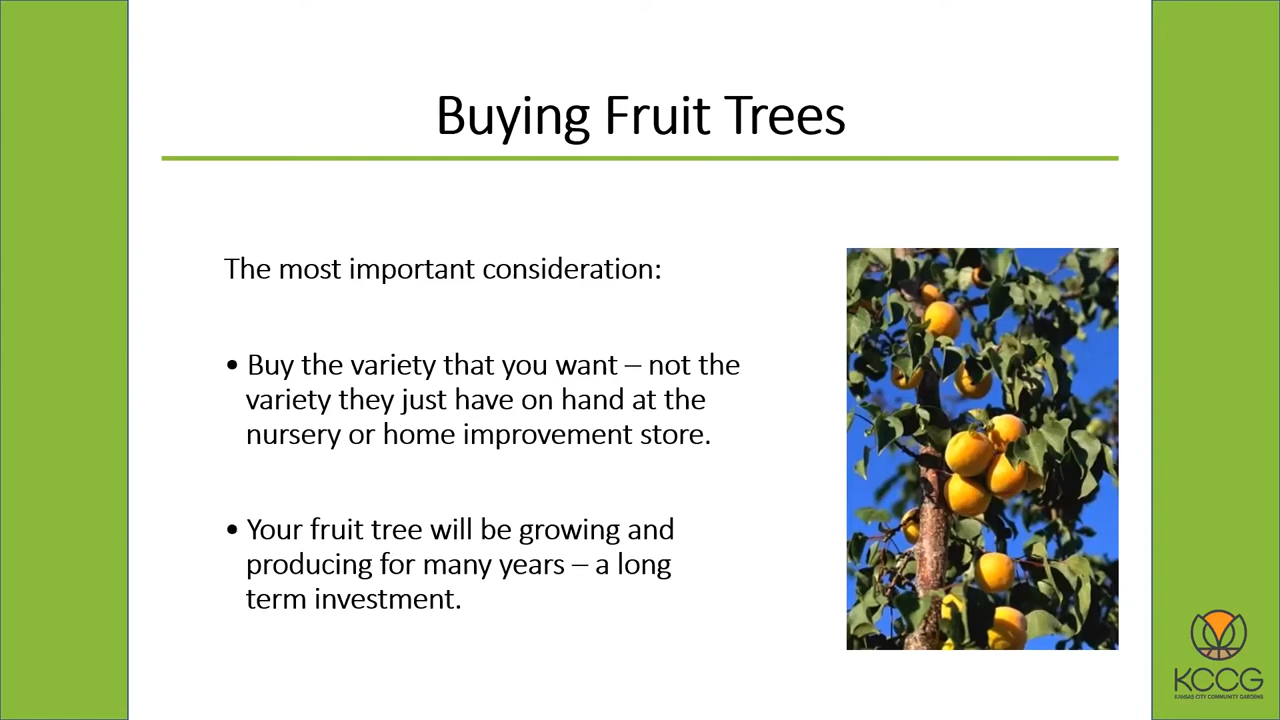 Buying Fruit Trees
The most important consideration:
• Buy the variety that you want – not the
variety they just have on hand at the
nursery or home improvement store.
• Your fruit tree will be growing and
producing for many years – a long
term investment.
KCCG
KANSAS CITY COMMUNITY GARDENS